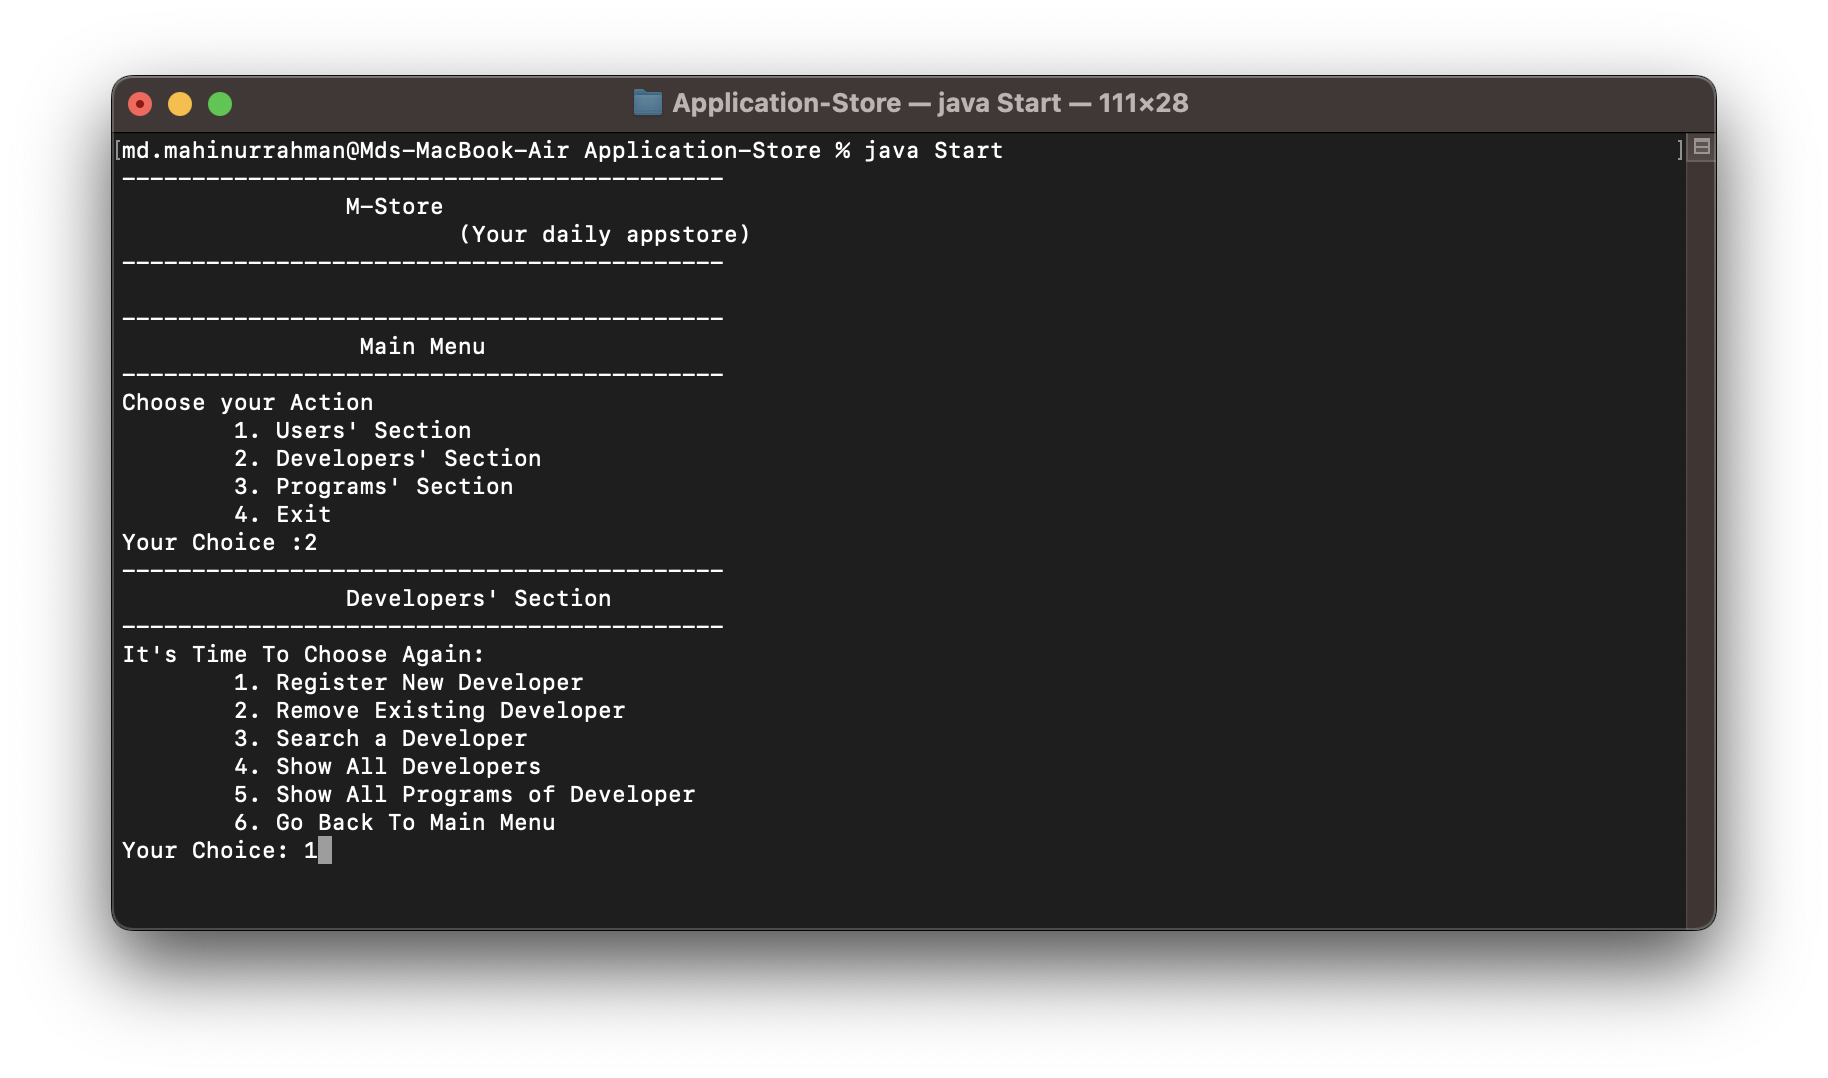 Application-Store — java Start — 111×28
[md.mahinurrahman@Mds-MacBook-Air Application-Store % java Start ]
-------------------------------------------
M-Store
(Your daily appstore)
-------------------------------------------
-------------------------------------------
Main Menu
-------------------------------------------
Choose your Action
1. Users' Section
2. Developers' Section
3. Programs' Section
4. Exit
Your Choice :2
-------------------------------------------
Developers' Section
-------------------------------------------
It's Time To Choose Again:
1. Register New Developer
2. Remove Existing Developer
3. Search a Developer
4. Show All Developers
5. Show All Programs of Developer
6. Go Back To Main Menu
Your Choice: 1